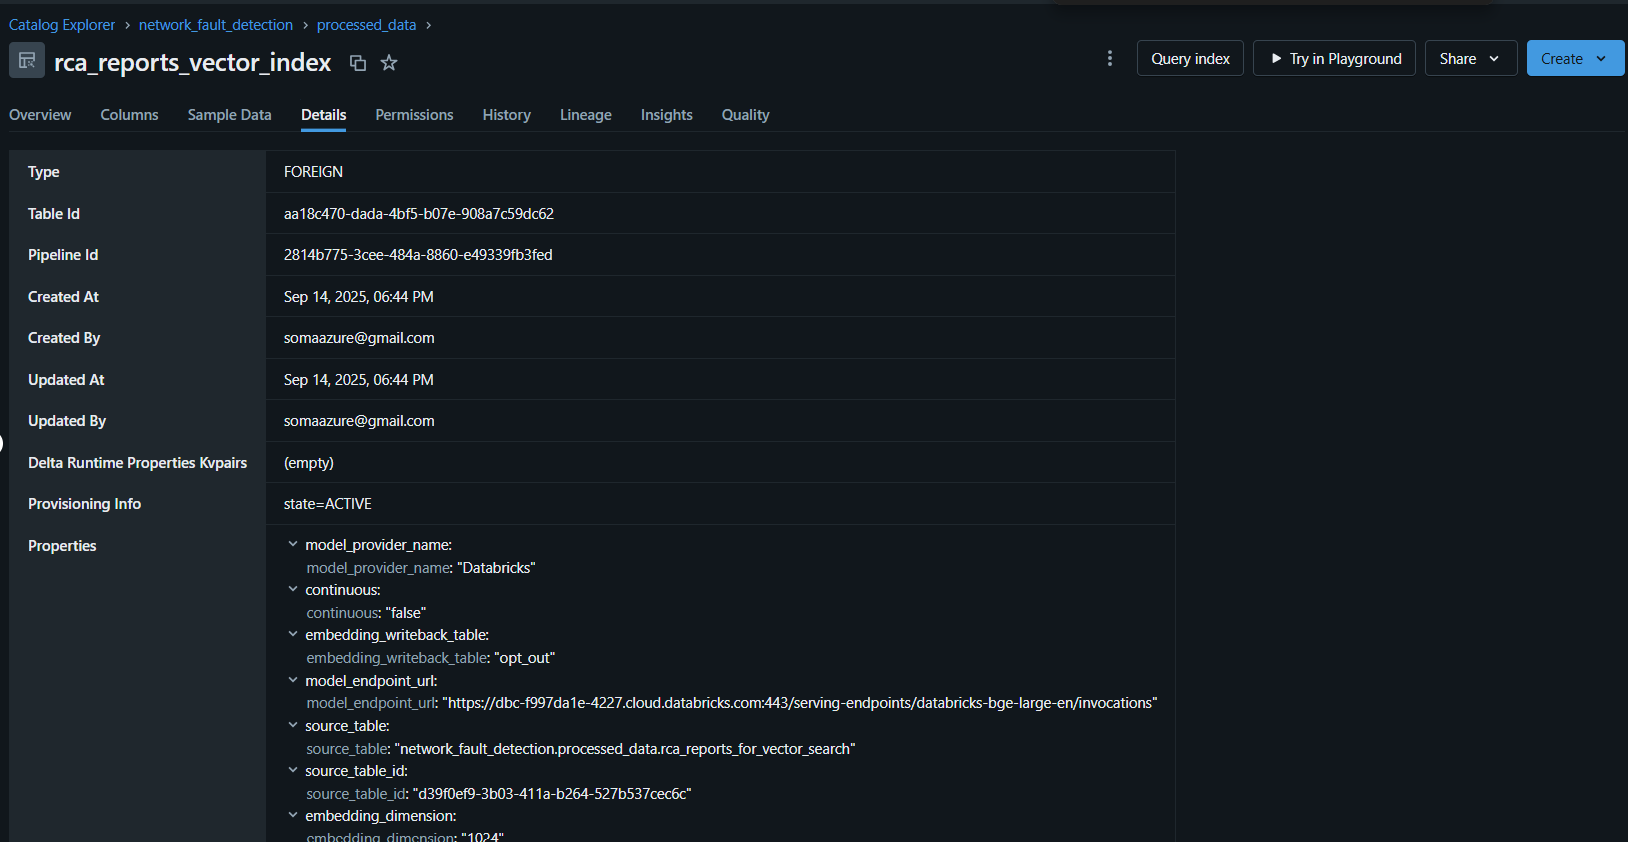 Catalog Explorer > network_fault_detection > processed_data >
rca_reports_vector_index
Query index
Try in Playground
Share
Create
Overview Columns Sample Data Details Permissions History Lineage Insights Quality
Type FOREIGN
Table Id aa18c470-dada-4bf5-b07e-908a7c59dc62
Pipeline Id 2814b775-3cee-484a-8860-e49339fb3fed
Created At Sep 14, 2025, 06:44 PM
Created By somaazure@gmail.com
Updated At Sep 14, 2025, 06:44 PM
Updated By somaazure@gmail.com
Delta Runtime Properties Kvpairs (empty)
Provisioning Info state=ACTIVE
Properties model_provider_name:
model_provider_name: "Databricks"
continuous:
continuous: "false"
embedding_writeback_table:
embedding_writeback_table: "opt_out"
model_endpoint_url:
model_endpoint_url: "https://dbc-f997da1e-4227.cloud.databricks.com:443/serving-endpoints/databricks-bge-large-en/invocations"
source_table:
source_table: "network_fault_detection.processed_data.rca_reports_for_vector_search"
source_table_id:
source_table_id: "d39f0ef9-3b03-411a-b264-527b537cec6c"
embedding_dimension:
embedding_dimension: "1024"